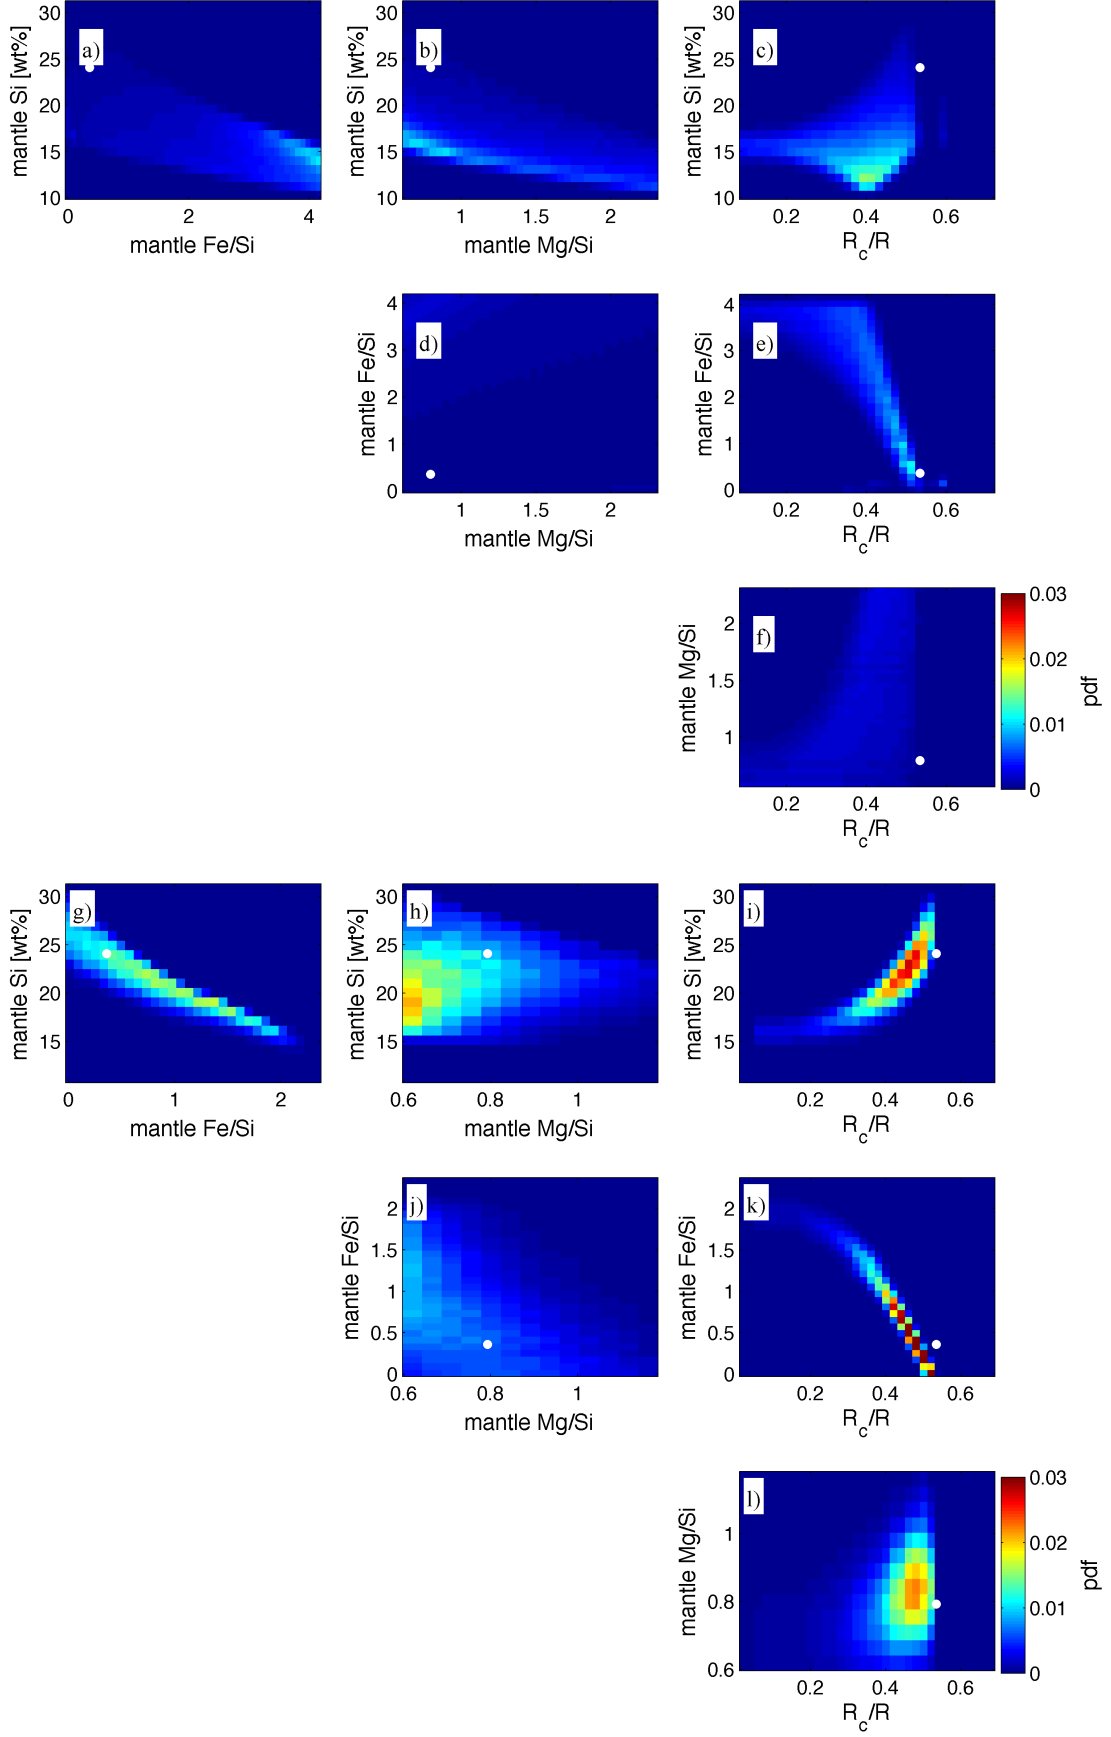 30
25
20
15
10
mantle Si [wt%]
a)
0
2
4
mantle Fe/Si
30
25
20
15
10
mantle Si [wt%]
b)
1
1.5
2
mantle Mg/Si
30
25
20
15
10
mantle Si [wt%]
c)
0.2
0.4
0.6
R_c/R
4
3
2
1
0
mantle Fe/Si
d)
1
1.5
2
mantle Mg/Si
4
3
2
1
0
mantle Fe/Si
e)
0.2
0.4
0.6
R_c/R
2
1.5
1
mantle Mg/Si
f)
0.2
0.4
0.6
R_c/R
0.03
0.02
0.01
0
pdf
30
25
20
15
mantle Si [wt%]
g)
0
1
2
mantle Fe/Si
30
25
20
15
mantle Si [wt%]
h)
0.6
0.8
1
mantle Mg/Si
30
25
20
15
mantle Si [wt%]
i)
0.2
0.4
0.6
R_c/R
2
1.5
1
0.5
0
mantle Fe/Si
j)
0.6
0.8
1
mantle Mg/Si
2
1.5
1
0.5
0
mantle Fe/Si
k)
0.2
0.4
0.6
R_c/R
1
0.8
0.6
mantle Mg/Si
l)
0.2
0.4
0.6
R_c/R
0.03
0.02
0.01
0
pdf